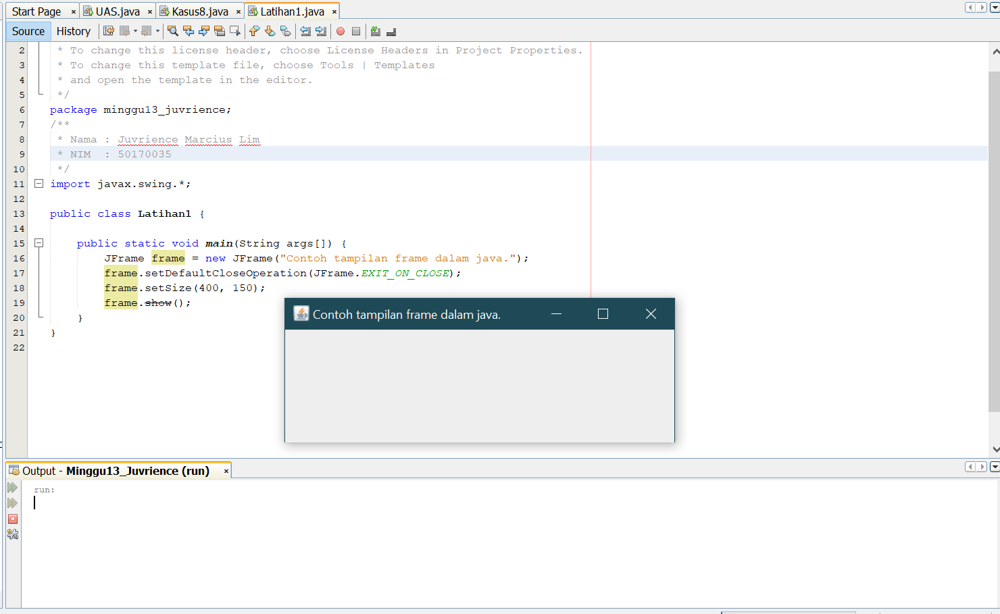 Start Page × UAS.java × Kasus8.java × Latihan1.java ×
Source History
2 * To change this license header, choose License Headers in Project Properties.
3 * To change this template file, choose Tools | Templates
4 * and open the template in the editor.
5 */
6 package minggu13_juvrience;
7 /**
8 * Nama : Juvrience Marcius Lim
9 * NIM  : 50170035
10 */
11 import javax.swing.*;
12
13 public class Latihan1 {
14
15 public static void main(String args[]) {
16 JFrame frame = new JFrame("Contoh tampilan frame dalam java.");
17 frame.setDefaultCloseOperation(JFrame.EXIT_ON_CLOSE);
18 frame.setSize(400, 150);
19 frame.show();
20 }
21 }
22
Contoh tampilan frame dalam java.
Output - Minggu13_Juvrience (run) ×
run: